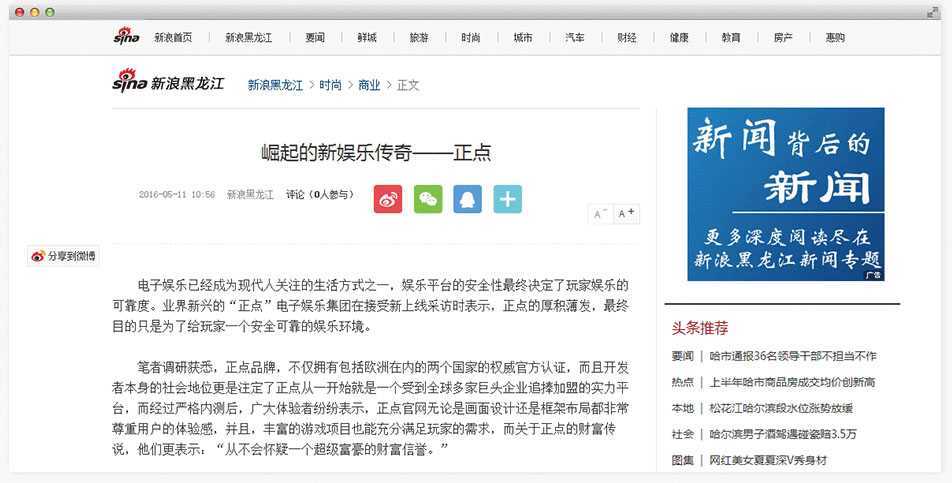 sina 新浪首页 新浪黑龙江 要闻 鲜城 旅游 时尚 城市 汽车 财经 健康 教育 房产 惠购
sina 新浪黑龙江 新浪黑龙江 > 时尚 > 商业 > 正文
崛起的新娱乐传奇——正点
2016-05-11 10:56 新浪黑龙江 评论（0人参与）
A- A+
分享到微博
电子娱乐已经成为现代人关注的生活方式之一，娱乐平台的安全性最终决定了玩家娱乐的
可靠度。业界新兴的“正点”电子娱乐集团在接受新上线采访时表示，正点的厚积薄发，最终
目的只是为了给玩家一个安全可靠的娱乐环境。
笔者调研获悉，正点品牌，不仅拥有包括欧洲在内的两个国家的权威官方认证，而且开发
者本身的社会地位更是注定了正点从一开始就是一个受到全球多家巨头企业追捧加盟的实力平
台，而经过严格内测后，广大体验者纷纷表示，正点官网无论是画面设计还是框架布局都非常
尊重用户的体验感，并且，丰富的游戏项目也能充分满足玩家的需求，而关于正点的财富传
说，他们更表示：“从不会怀疑一个超级富豪的财富信誉。”
新闻背后的
新闻
更多深度阅读尽在
新浪黑龙江新闻专题
广告
头条推荐
要闻 | 哈市通报36名领导干部不担当不作
热点 | 上半年哈市商品房成交均价创新高
本地 | 松花江哈尔滨段水位涨势放缓
社会 | 哈尔滨男子酒驾遇碰瓷赔3.5万
图集 | 网红美女夏夏深V秀身材